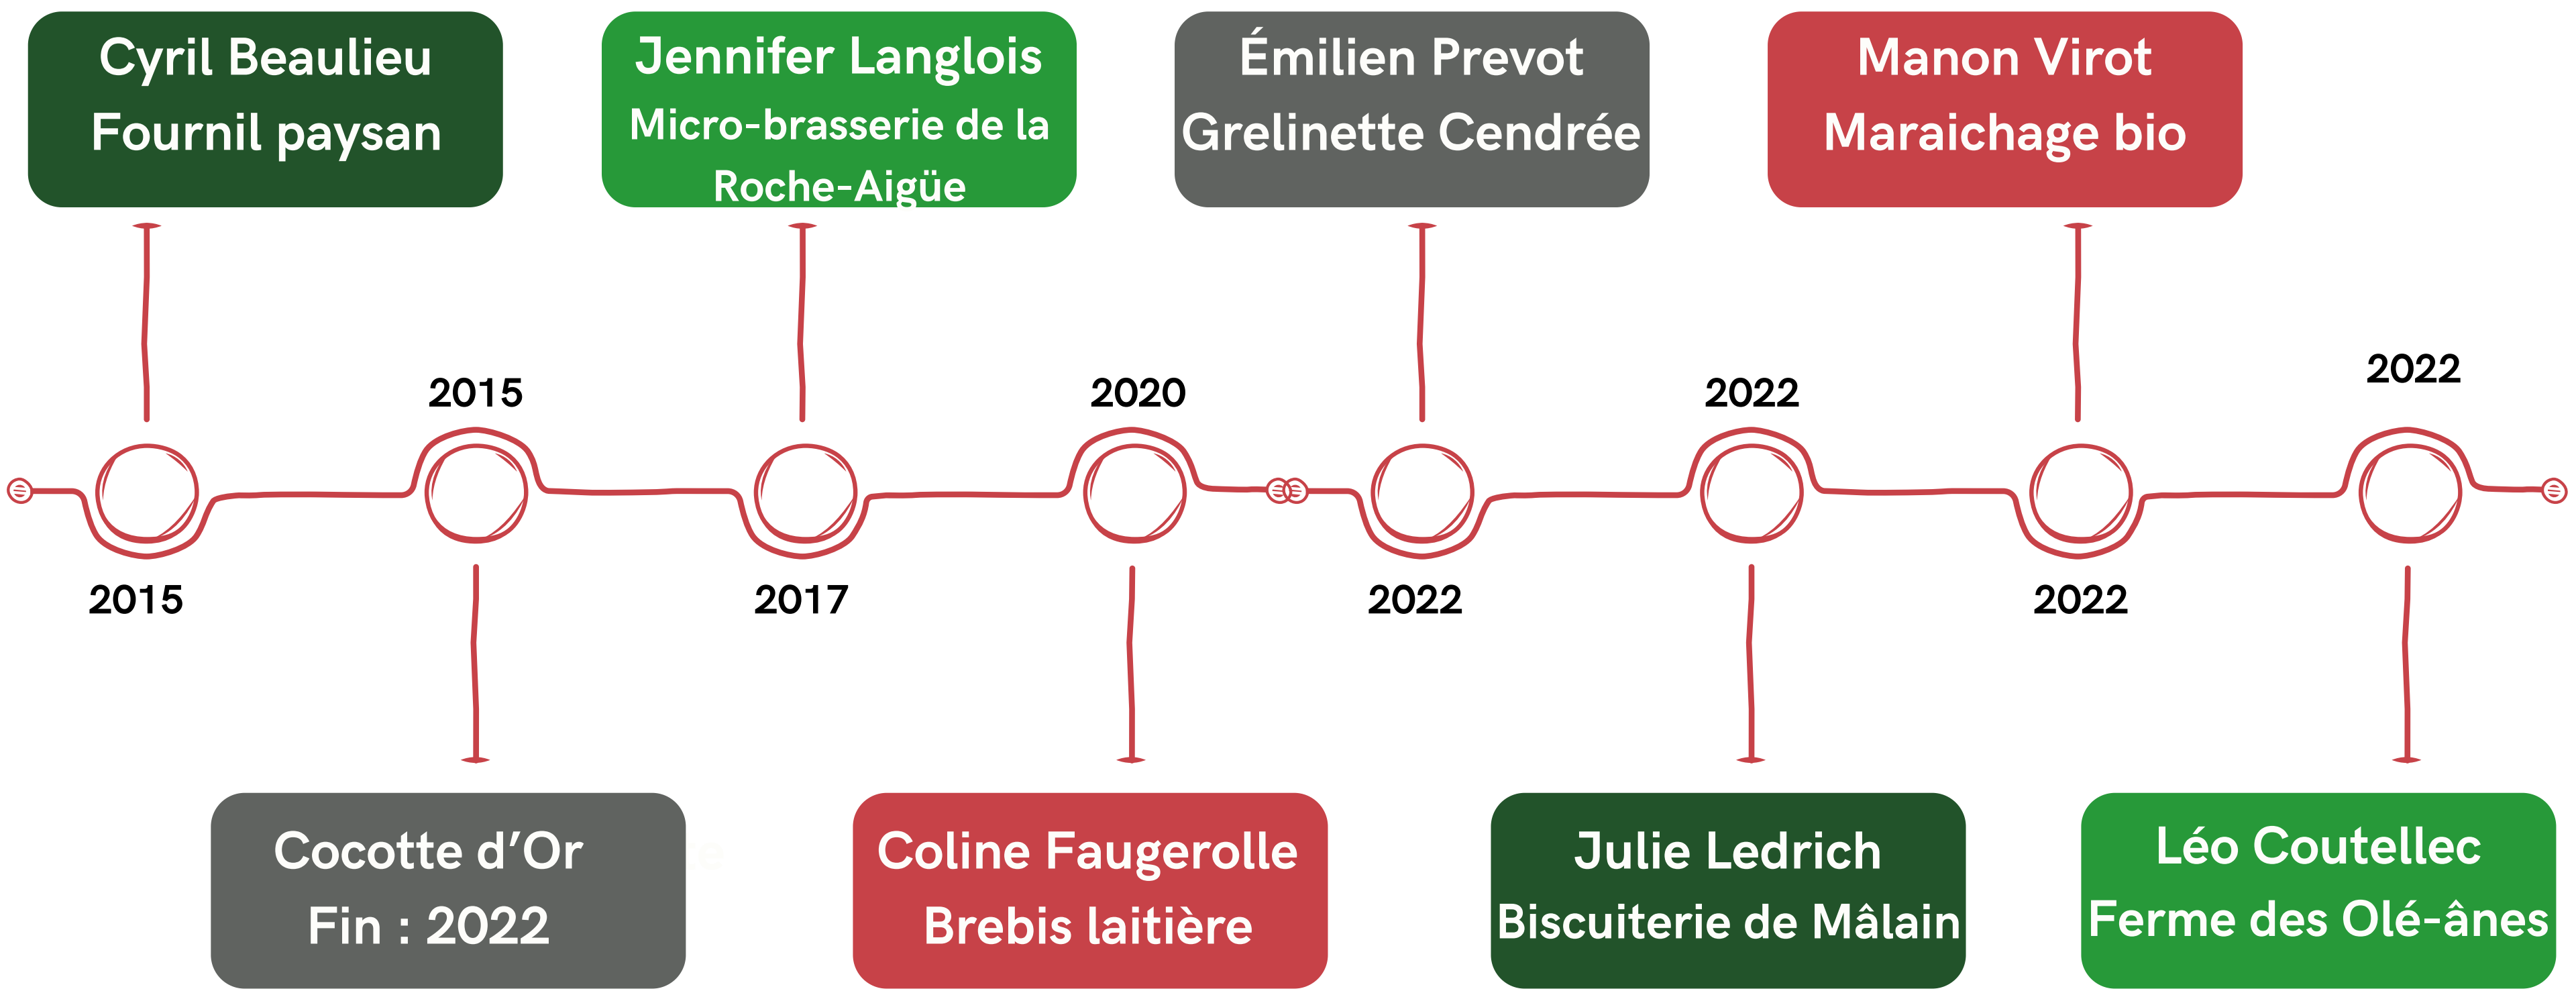 Cyril Beaulieu
Fournil paysan
Jennifer Langlois
Micro-brasserie de la
Roche-Aigüe
Émilien Prevot
Grelinette Cendrée
Manon Virot
Maraichage bio
2015
2020
2022
2022
2015
2017
2022
2022
Cocotte d’Or
Fin : 2022
Coline Faugerolle
Brebis laitière
Julie Ledrich
Biscuiterie de Mâlain
Léo Coutellec
Ferme des Olé-ânes